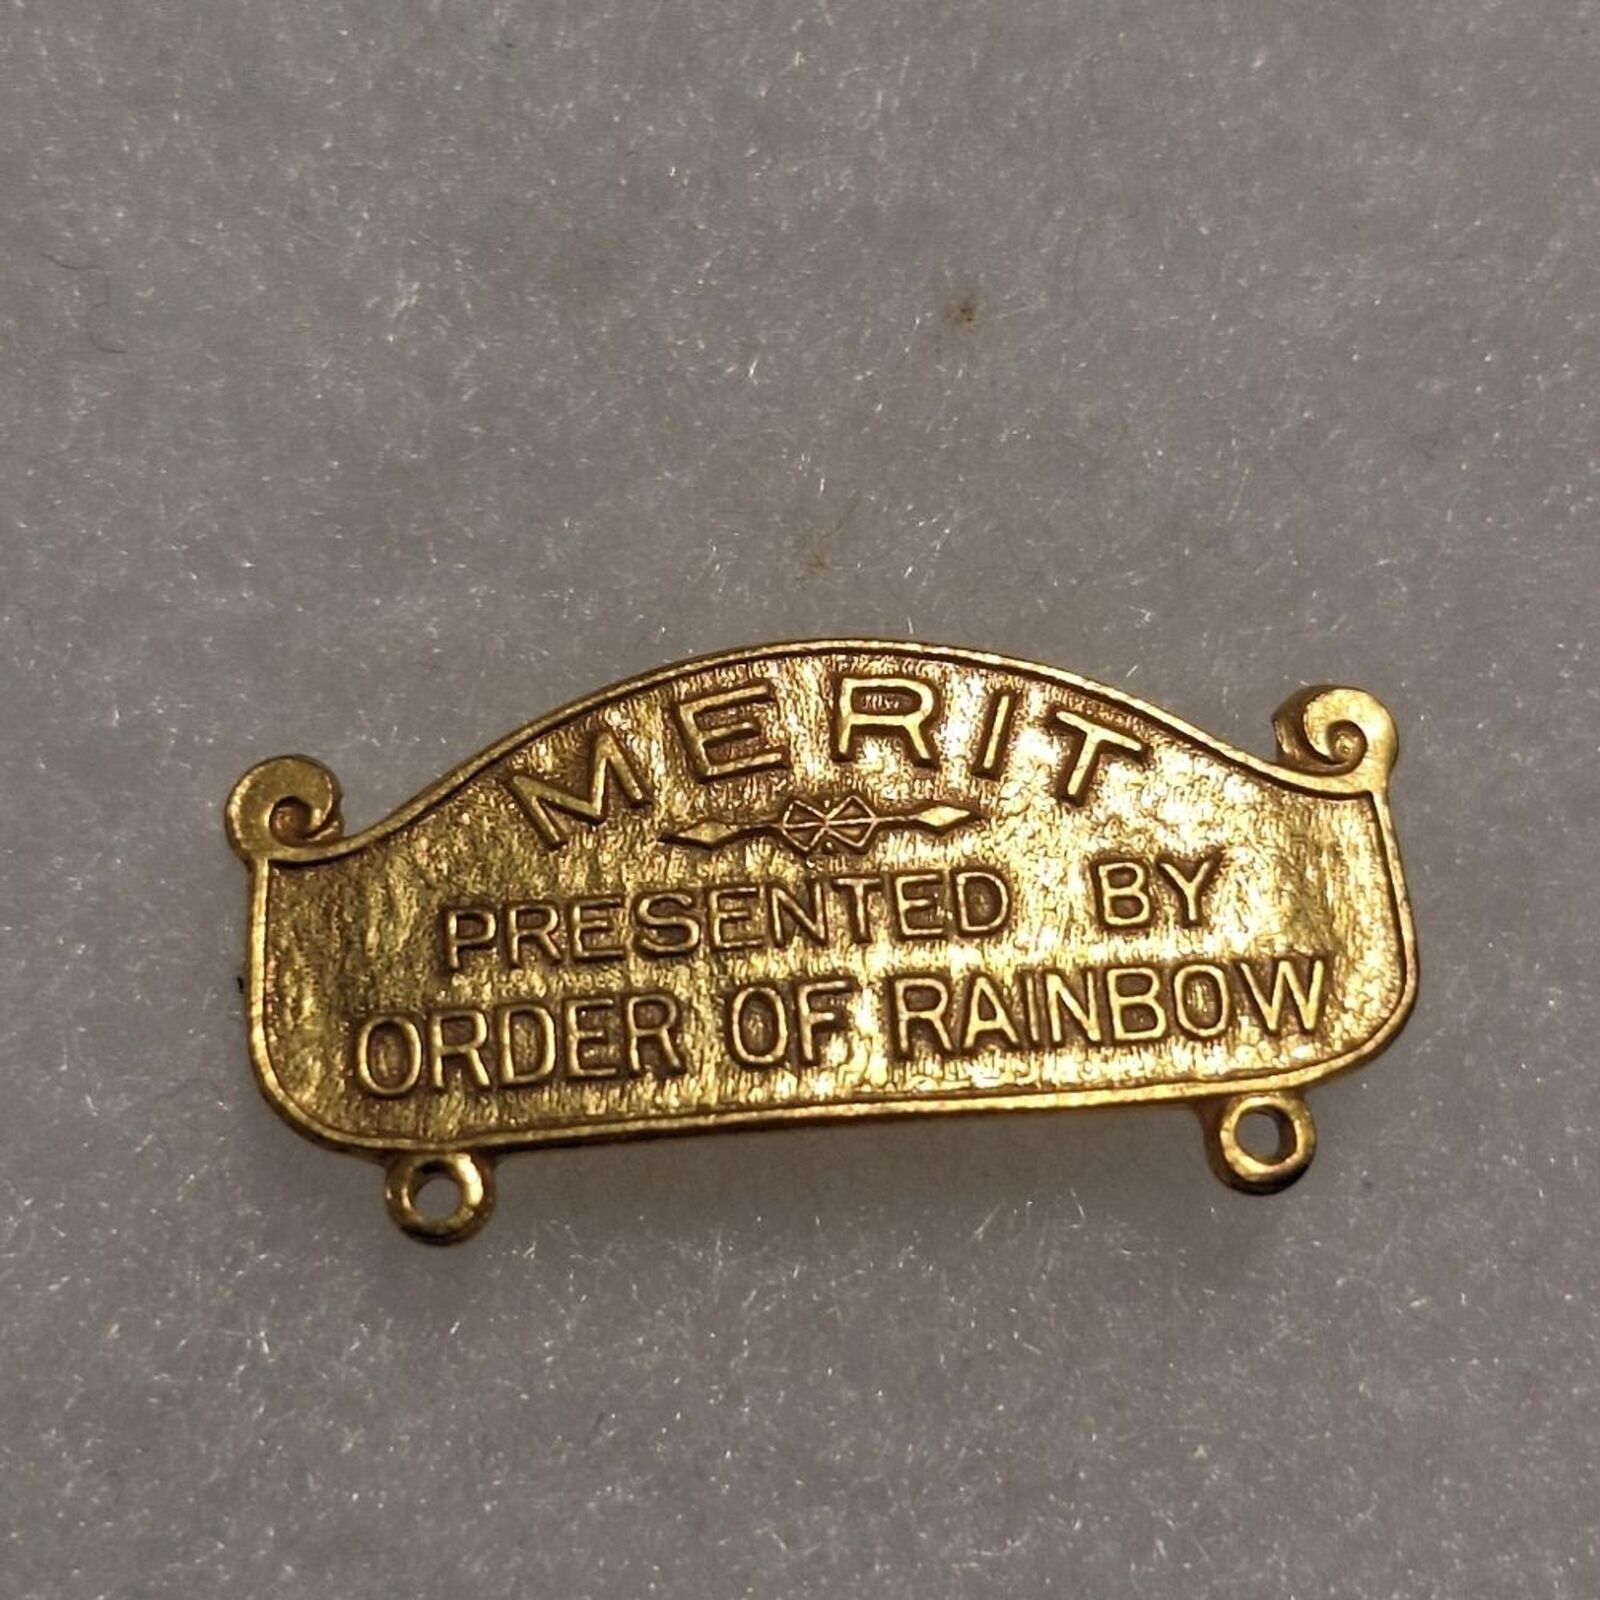 MERIT
PRESENTED BY
ORDER OF RAINBOW